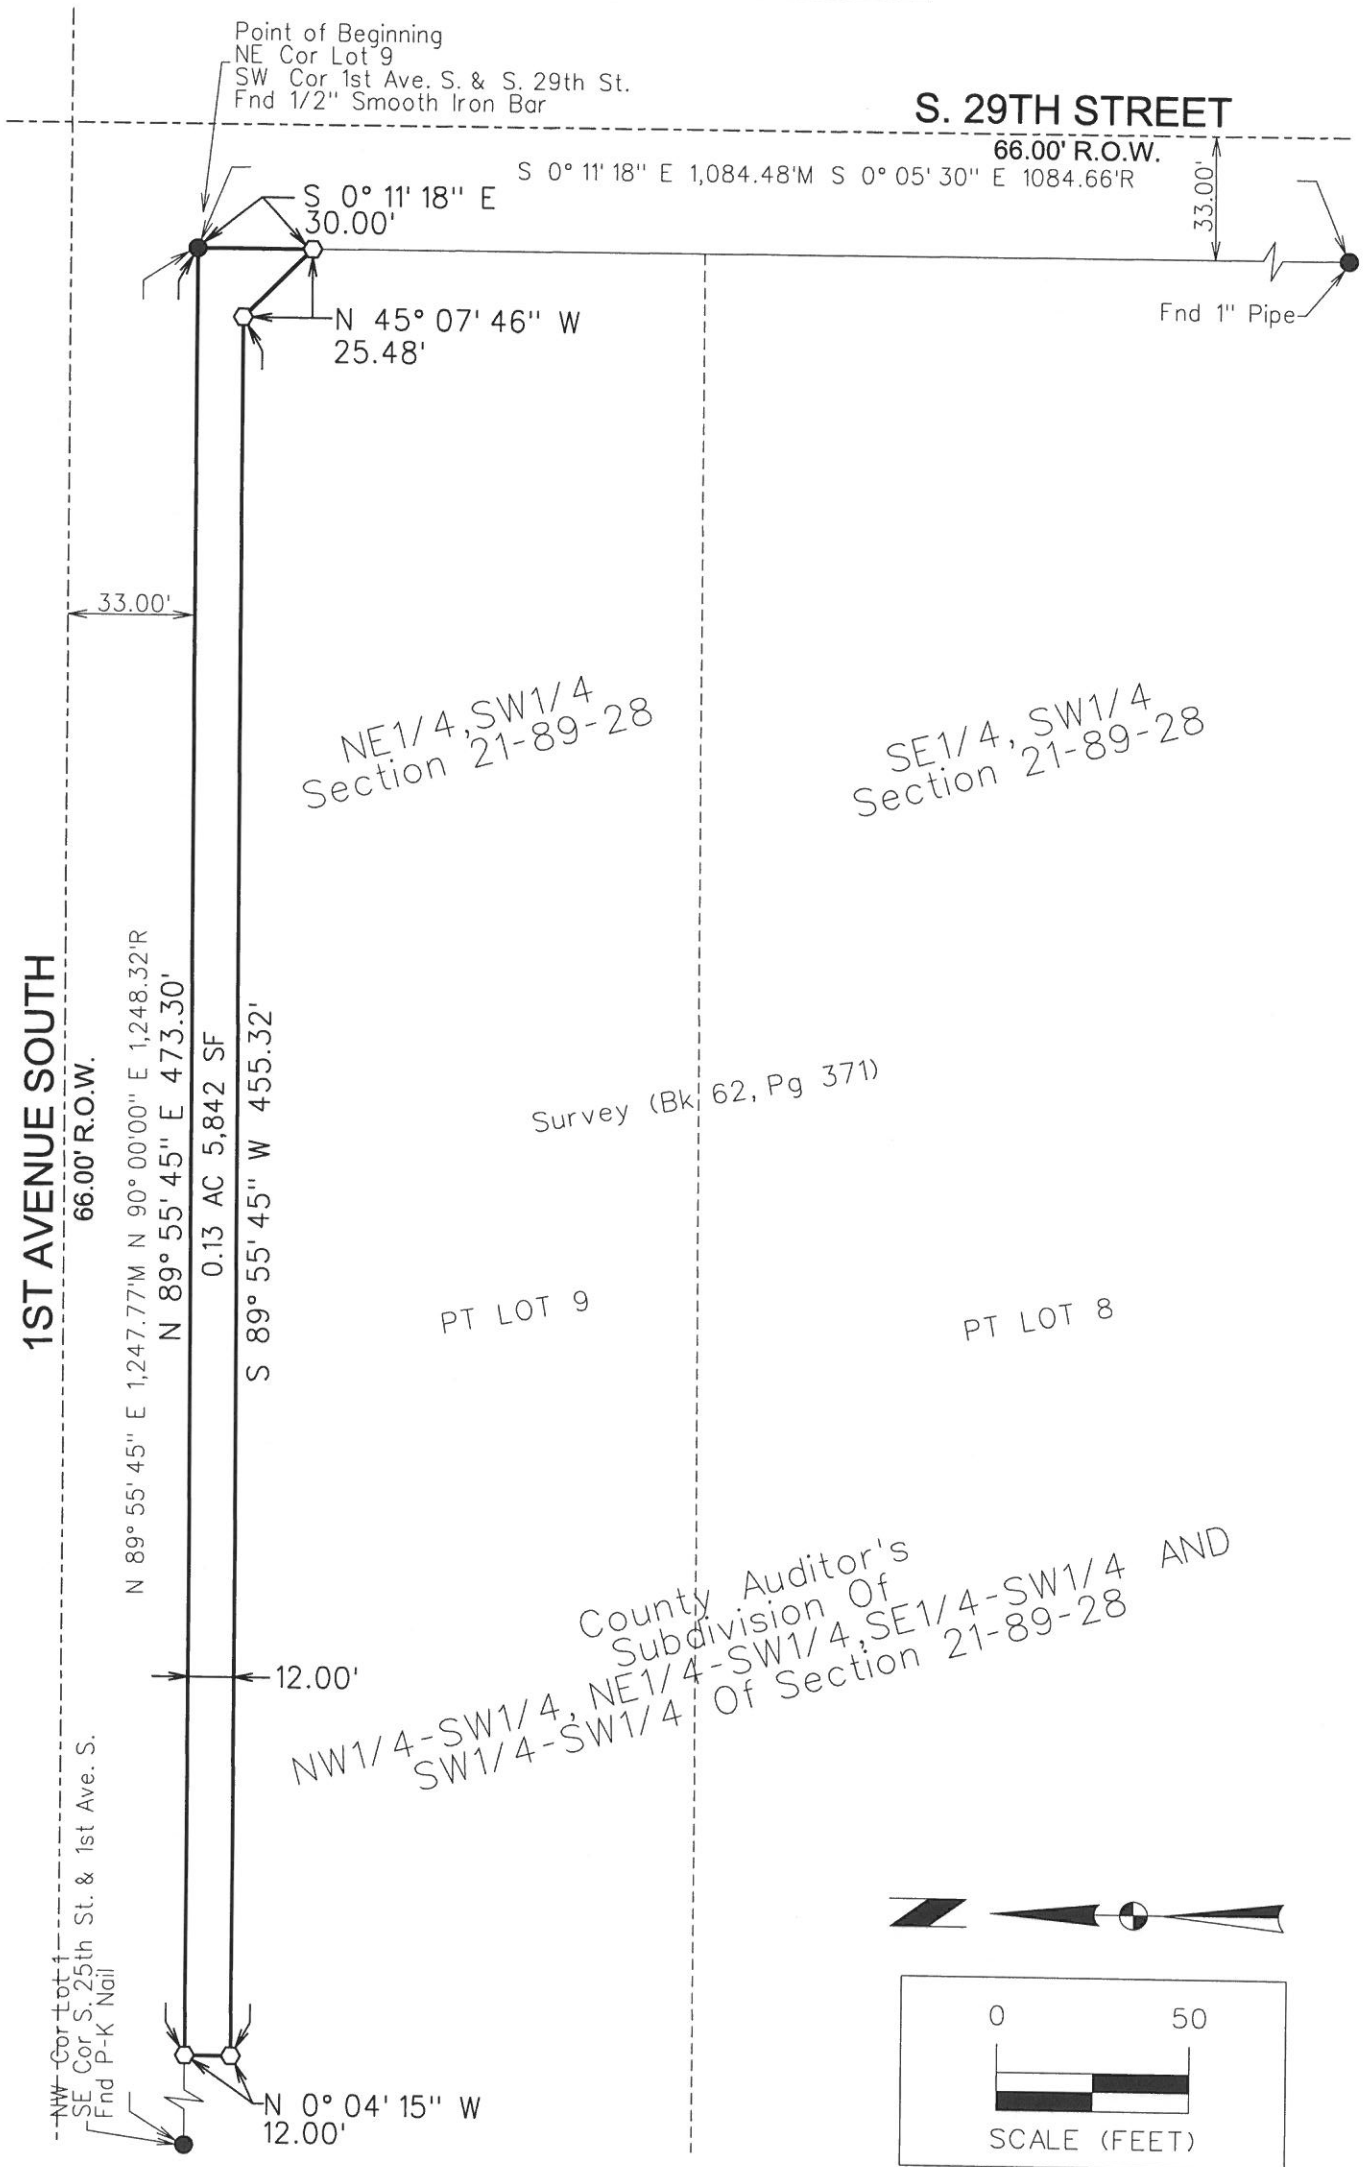 Point of Beginning
NE Cor Lot 9
SW Cor 1st Ave. S. & S. 29th St.
Fnd 1/2" Smooth Iron Bar
S. 29TH STREET
66.00' R.O.W.
S 0° 11' 18" E 1,084.48'M S 0° 05' 30" E 1084.66'R
33.00'
S 0° 11' 18" E
30.00'
N 45° 07' 46" W
25.48'
Fnd 1" Pipe
33.00'
NE1/4,SW1/4
Section 21-89-28
SE1/4, SW1/4
Section 21-89-28
1ST AVENUE SOUTH
66.00' R.O.W.
N 89° 55' 45" E 1,247.77'M N 90° 00'00" E 1,248.32'R
N 89° 55' 45" E 473.30'
0.13 AC 5,842 SF
S 89° 55' 45" W 455.32'
Survey (Bk 62, Pg 371)
PT LOT 9
PT LOT 8
County Auditor's
Subdivision Of
NW1/4-SW1/4, NE1/4-SW1/4,SE1/4-SW1/4 AND
SW1/4-SW1/4 Of Section 21-89-28
12.00'
NW Cor Lot 1
SE Cor S. 25th St. & 1st Ave. S.
Fnd P-K Nail
N 0° 04' 15" W
12.00'
N
0 50
SCALE (FEET)